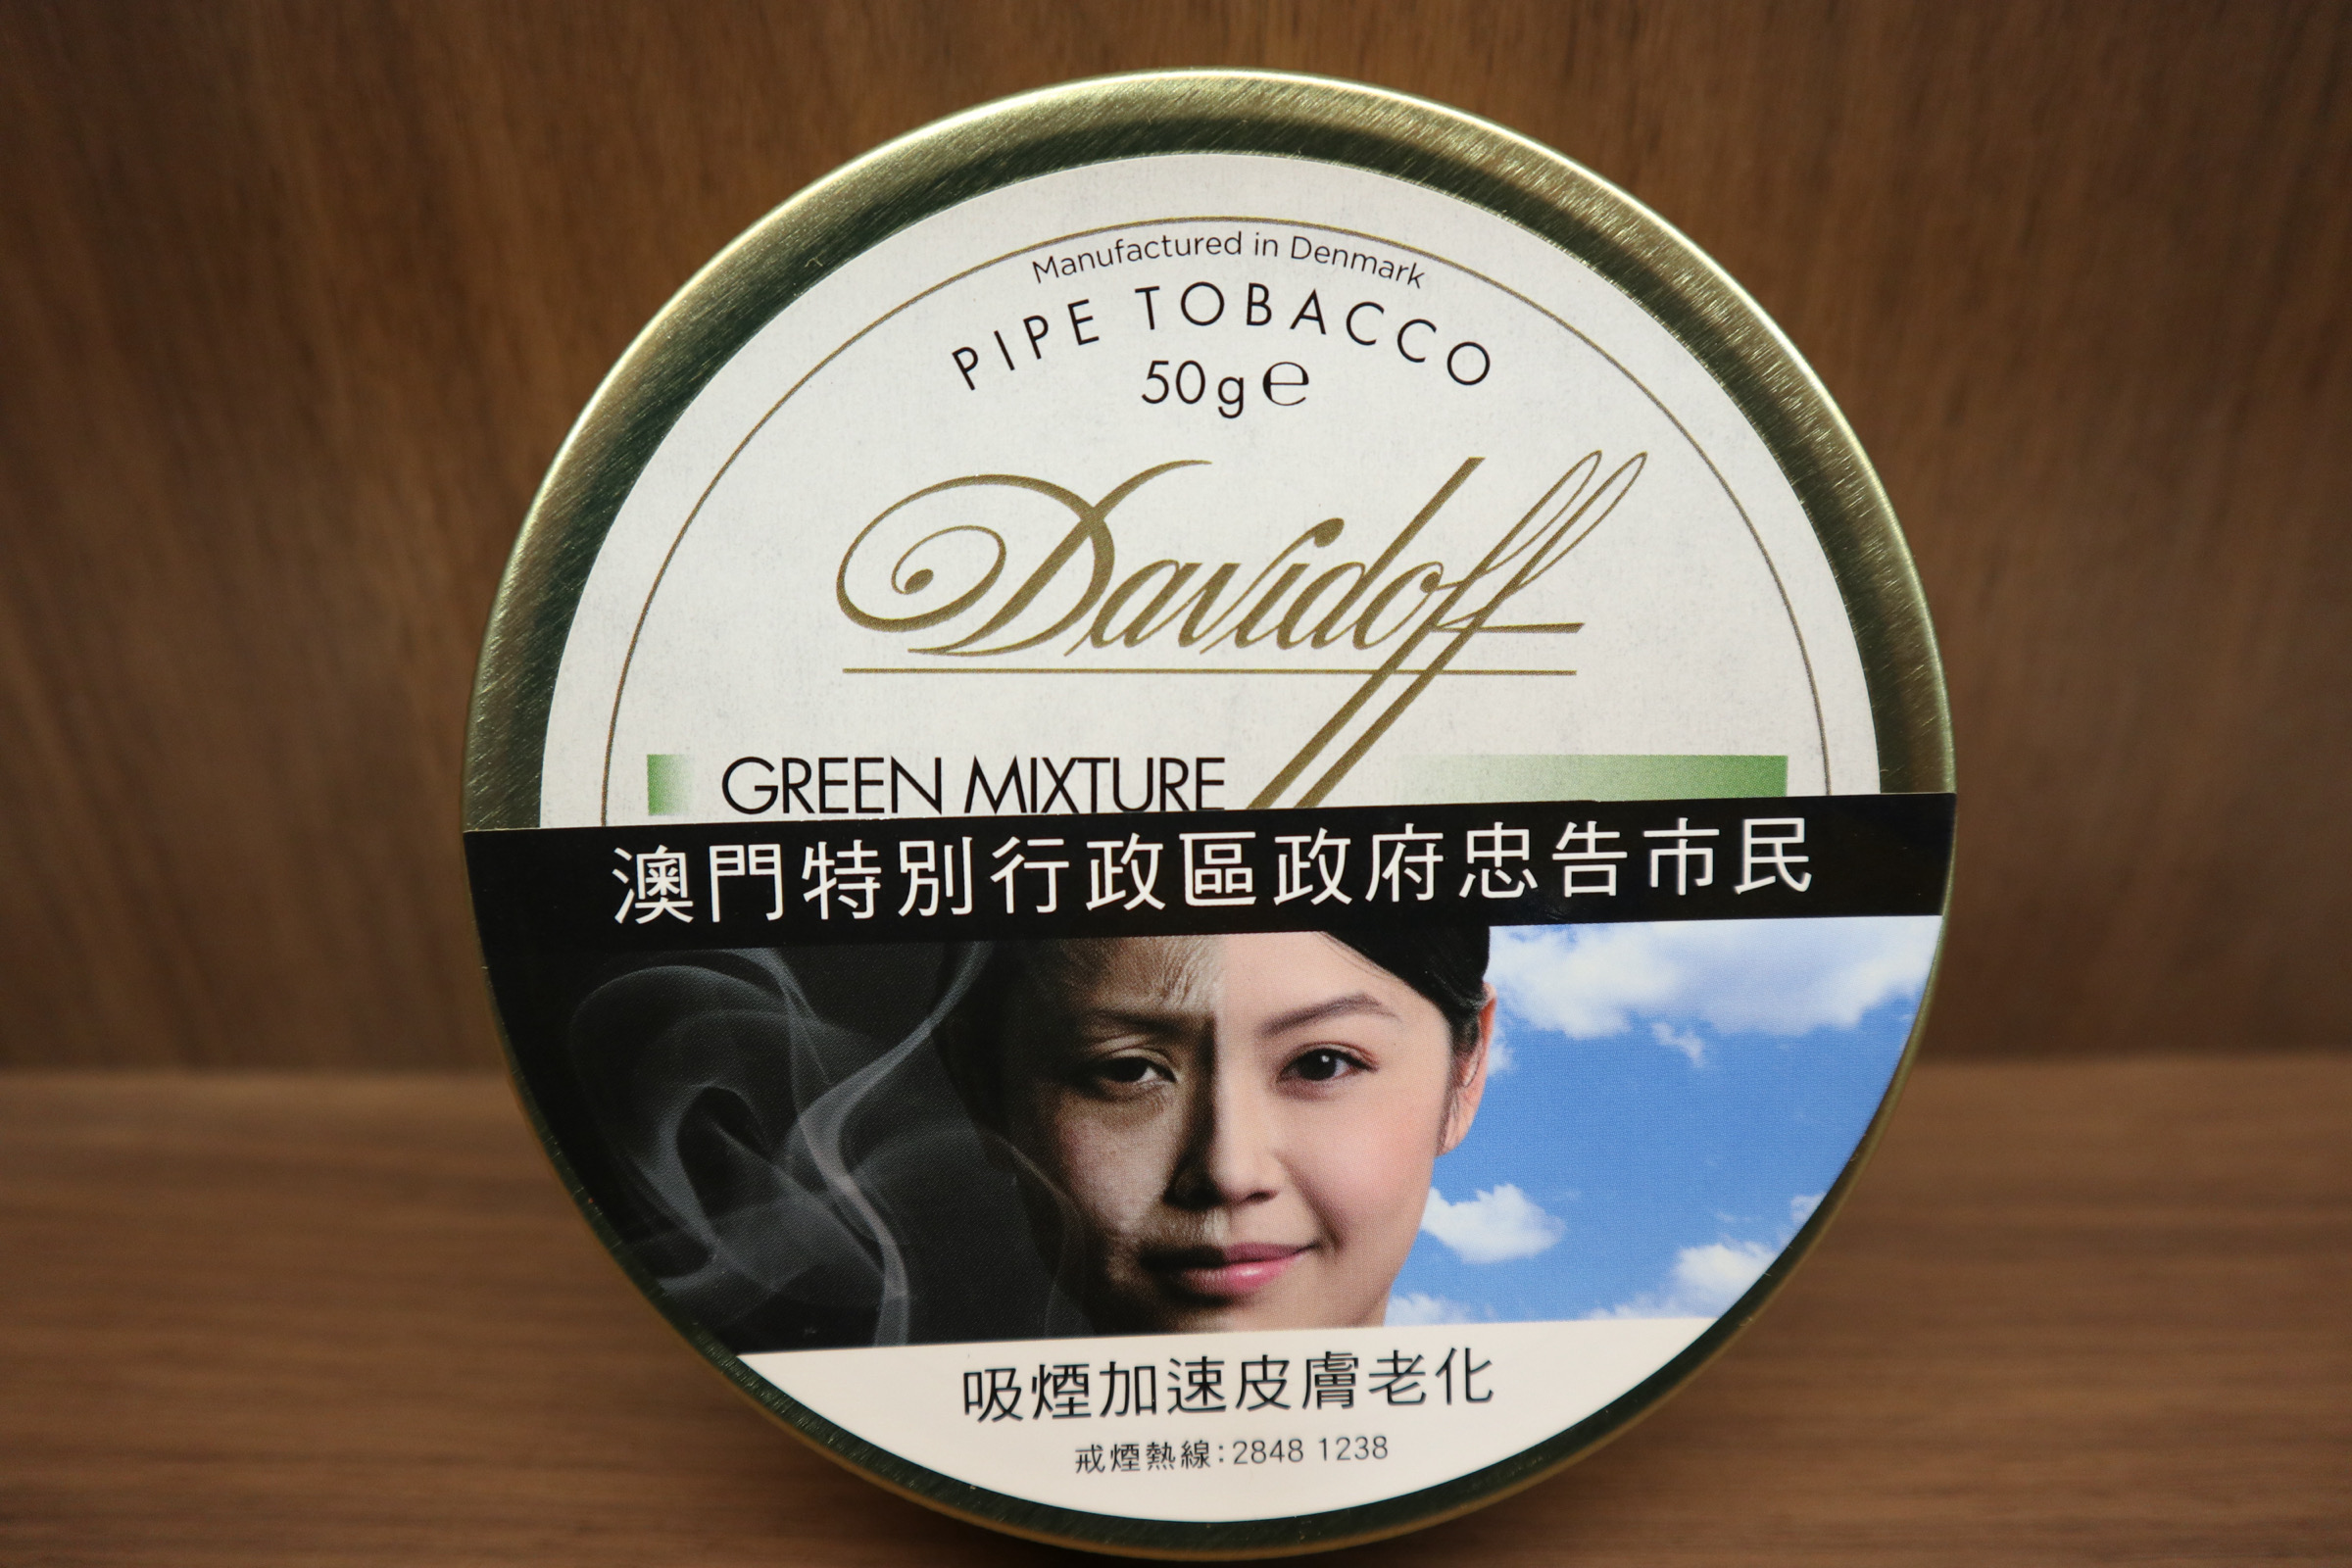 Manufactured in Denmark
PIPE TOBACCO
50g℮
Davidoff
GREEN MIXTURE
澳門特別行政區政府忠告市民
吸煙加速皮膚老化
戒煙熱線:2848 1238